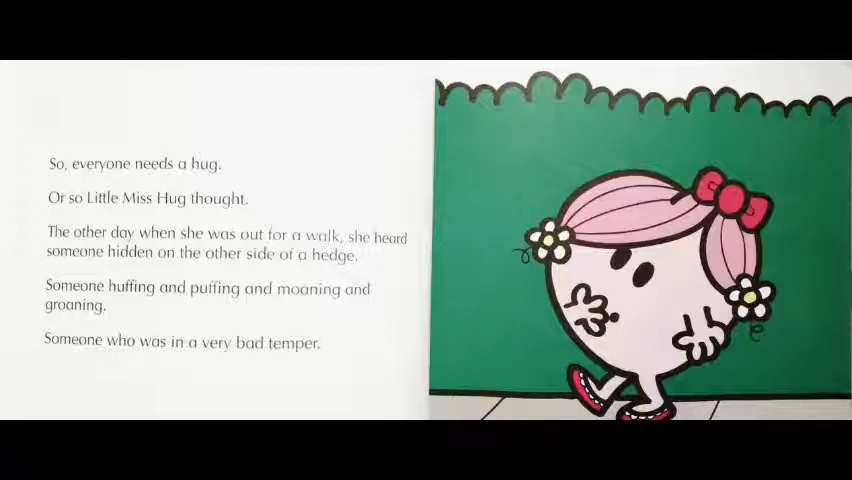 So, everyone needs a hug.
Or so Little Miss Hug thought.
The other day when she was out for a walk, she heard
someone hidden on the other side of a hedge.
Someone huffing and puffing and moaning and
groaning.
Someone who was in a very bad temper.